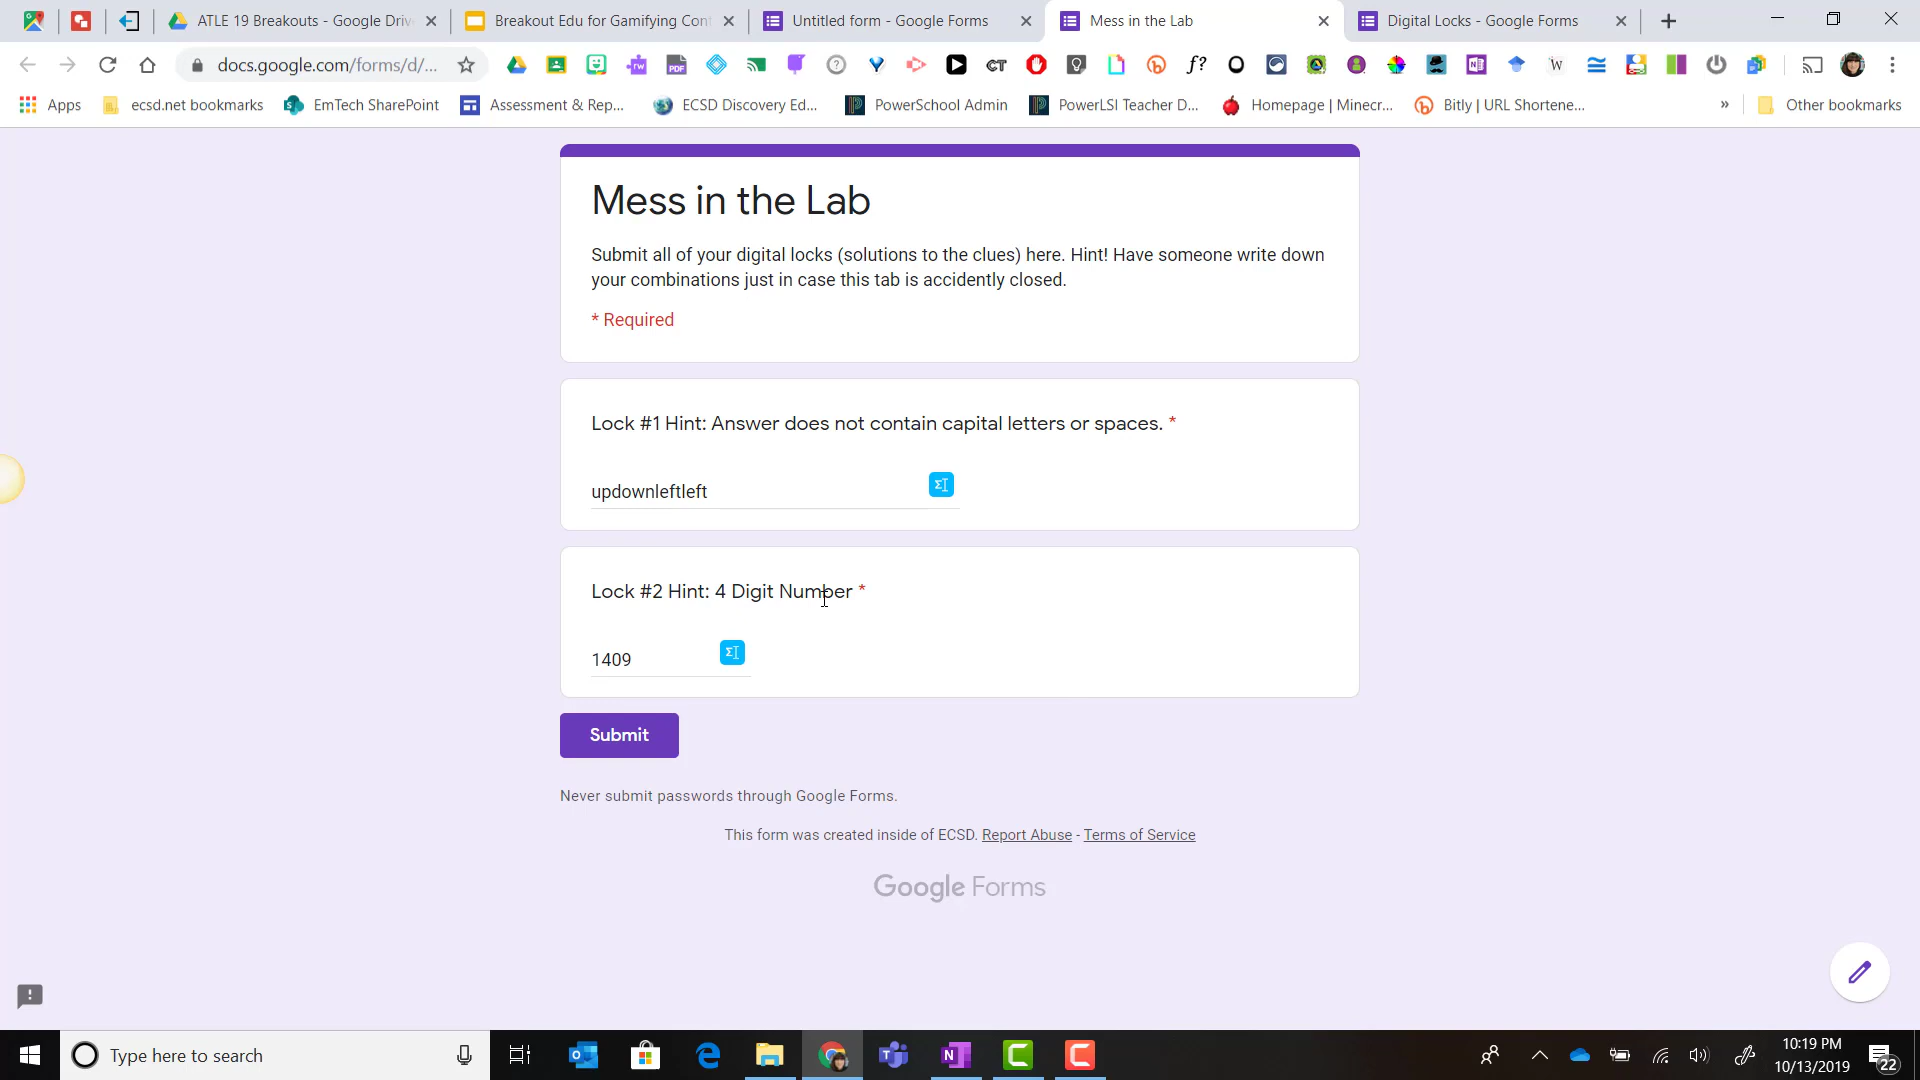 ATLE 19 Breakouts - Google Drive
Breakout Edu for Gamifying Cont
Untitled form - Google Forms
Mess in the Lab
Digital Locks - Google Forms
docs.google.com/forms/d/...
Apps
ecsd.net bookmarks
EmTech SharePoint
Assessment & Rep...
ECSD Discovery Ed...
PowerSchool Admin
PowerLSI Teacher D...
Homepage | Minecr...
Bitly | URL Shortene...
»
Other bookmarks
Mess in the Lab
Submit all of your digital locks (solutions to the clues) here. Hint! Have someone write down
your combinations just in case this tab is accidently closed.
* Required
Lock #1 Hint: Answer does not contain capital letters or spaces. *
updownleftleft
Lock #2 Hint: 4 Digit Number *
1409
Submit
Never submit passwords through Google Forms.
This form was created inside of ECSD. Report Abuse - Terms of Service
Google Forms
Type here to search
10:19 PM
10/13/2019
22